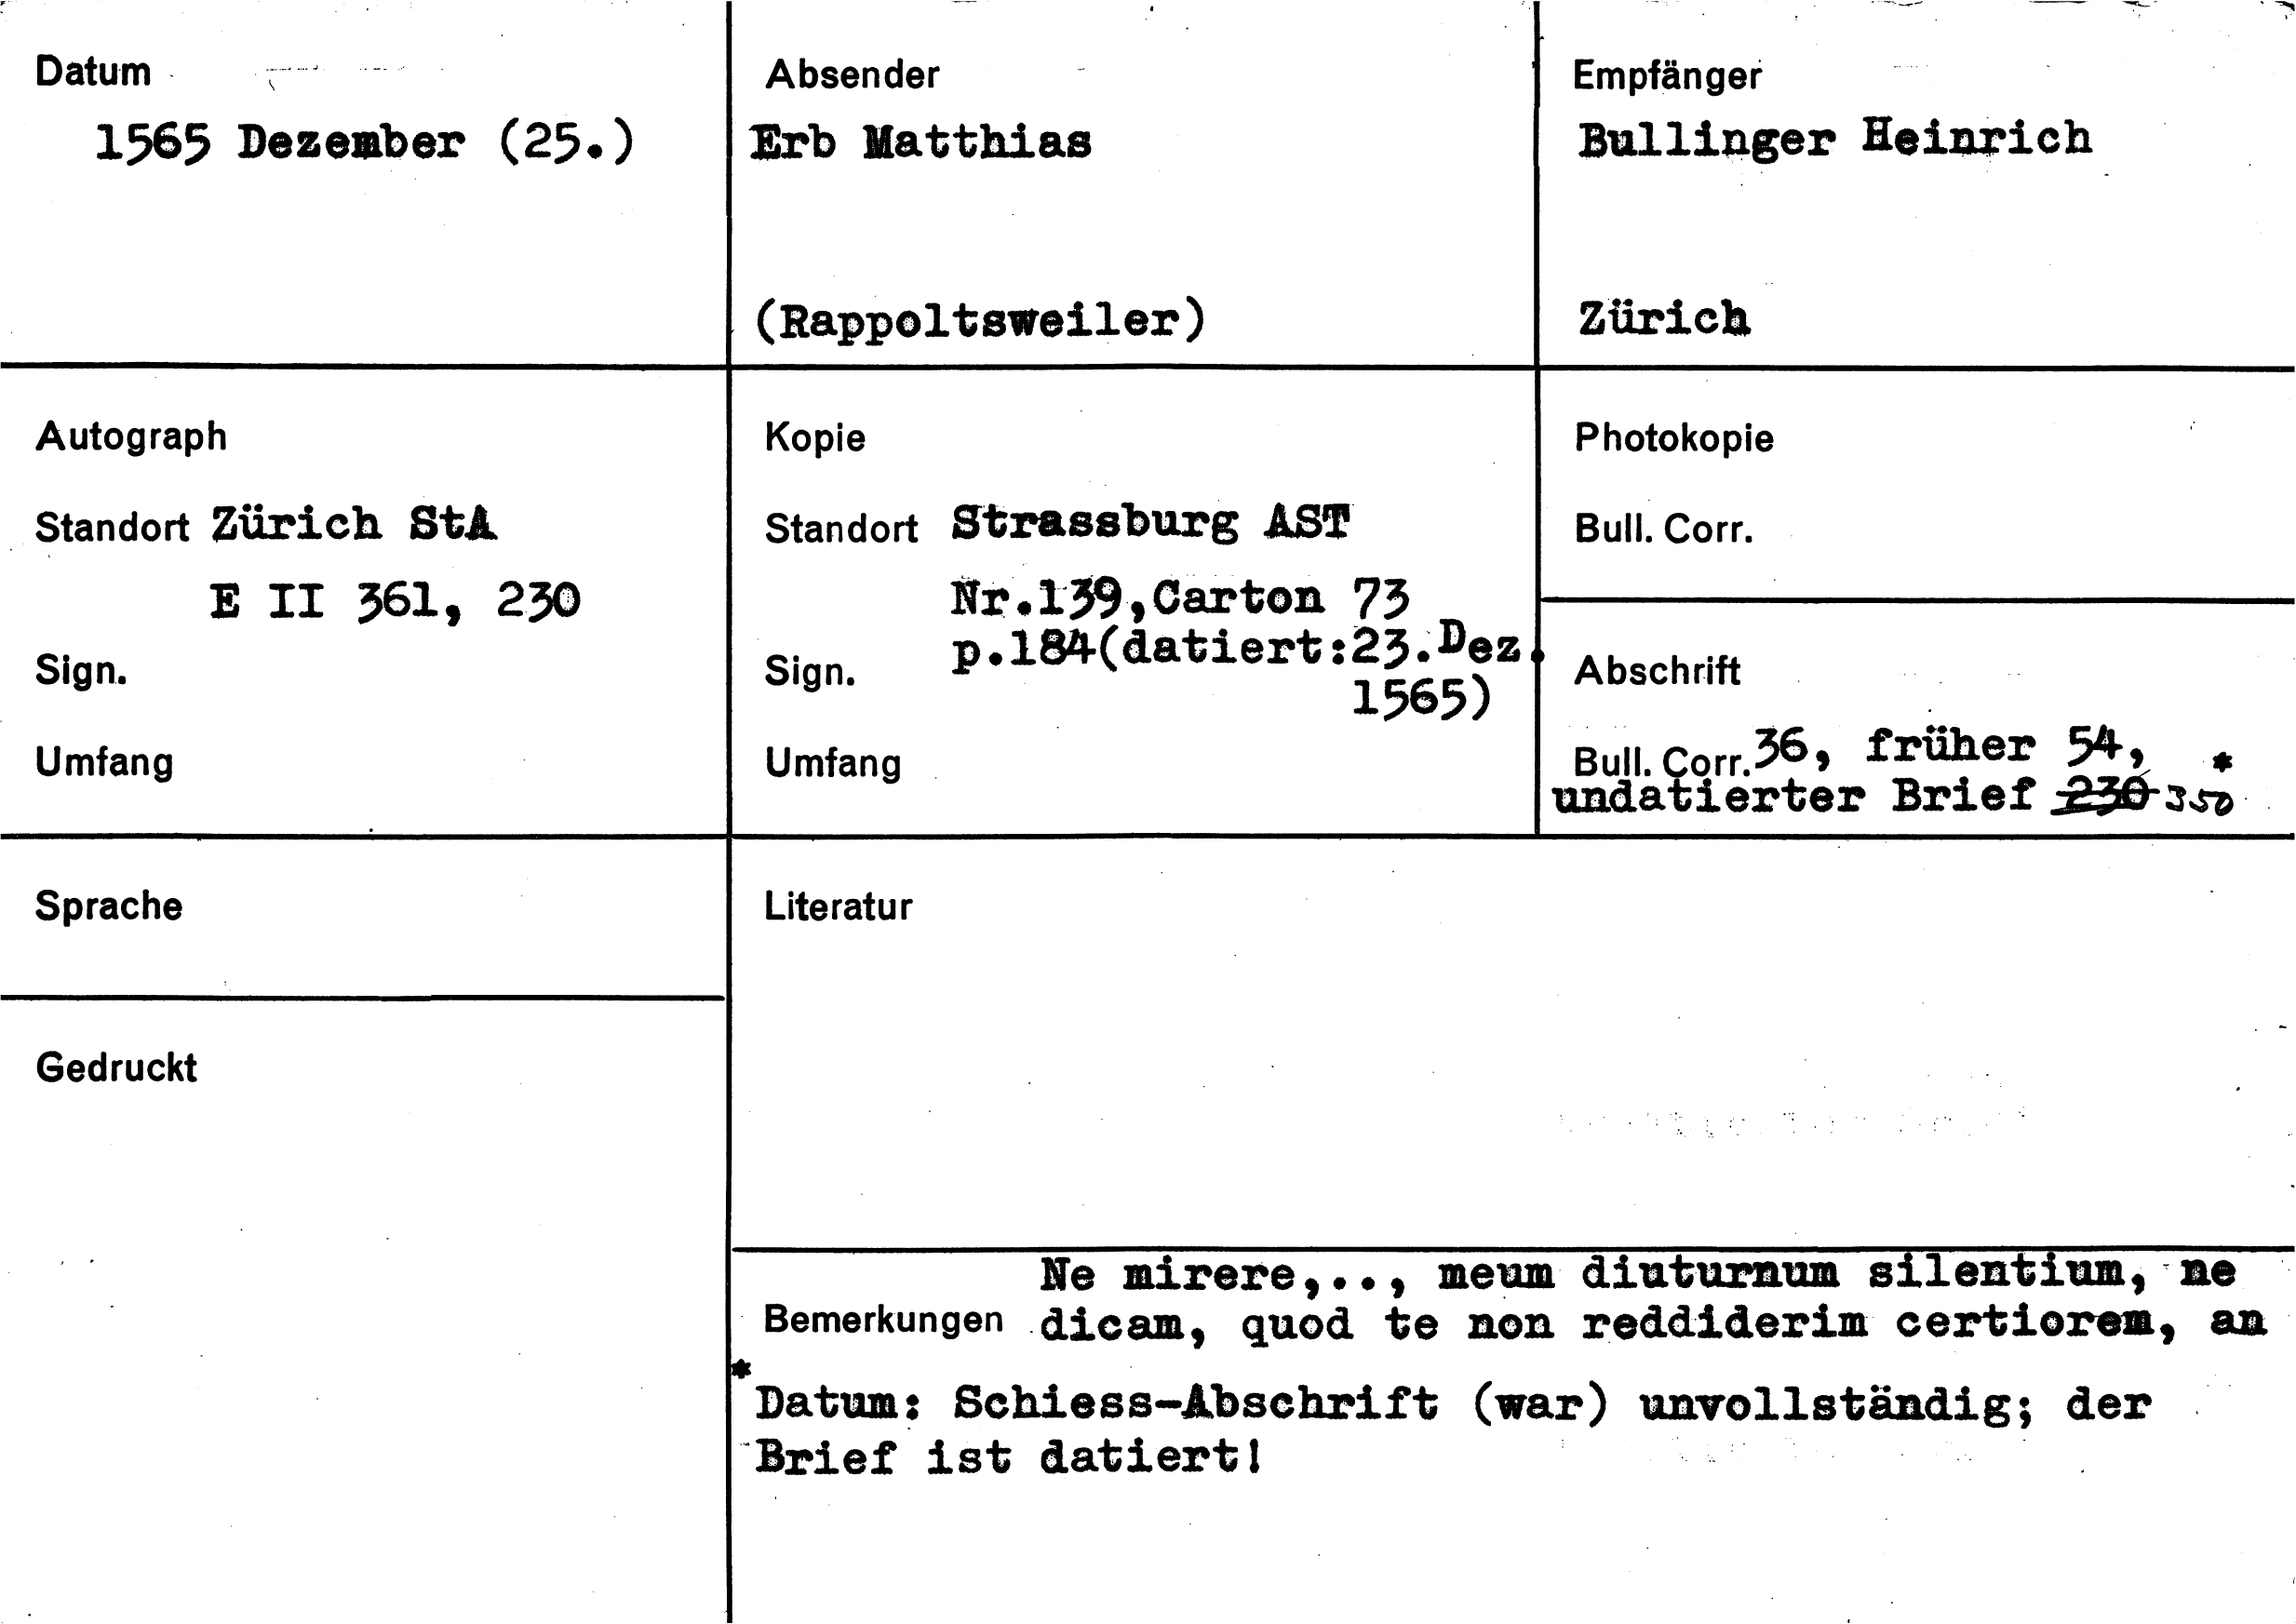 Datum
1565 Dezember (25.)
Absender
Erb Matthias
(Rappoltsweiler)
Empfänger
Bullinger Heinrich
Zürich
Autograph
Standort Zürich StA
E II 361, 230
Sign.
Umfang
Kopie
Standort Strassburg AST
Nr.139,Carton 73
p.184(datiert:23.Dez.
Sign.
1565)
Umfang
Photokopie
Bull. Corr.
Abschrift
Bull. Corr. 36, früher 54, *
undatierter Brief 230 350
Sprache
Gedruckt
Literatur
Ne mirere,.., meum diuturnum silentium, ne
Bemerkungen dicam, quod te non reddiderim certiorem, an
*
Datum: Schiess-Abschrift (war) unvollständig; der
Brief ist datiert!